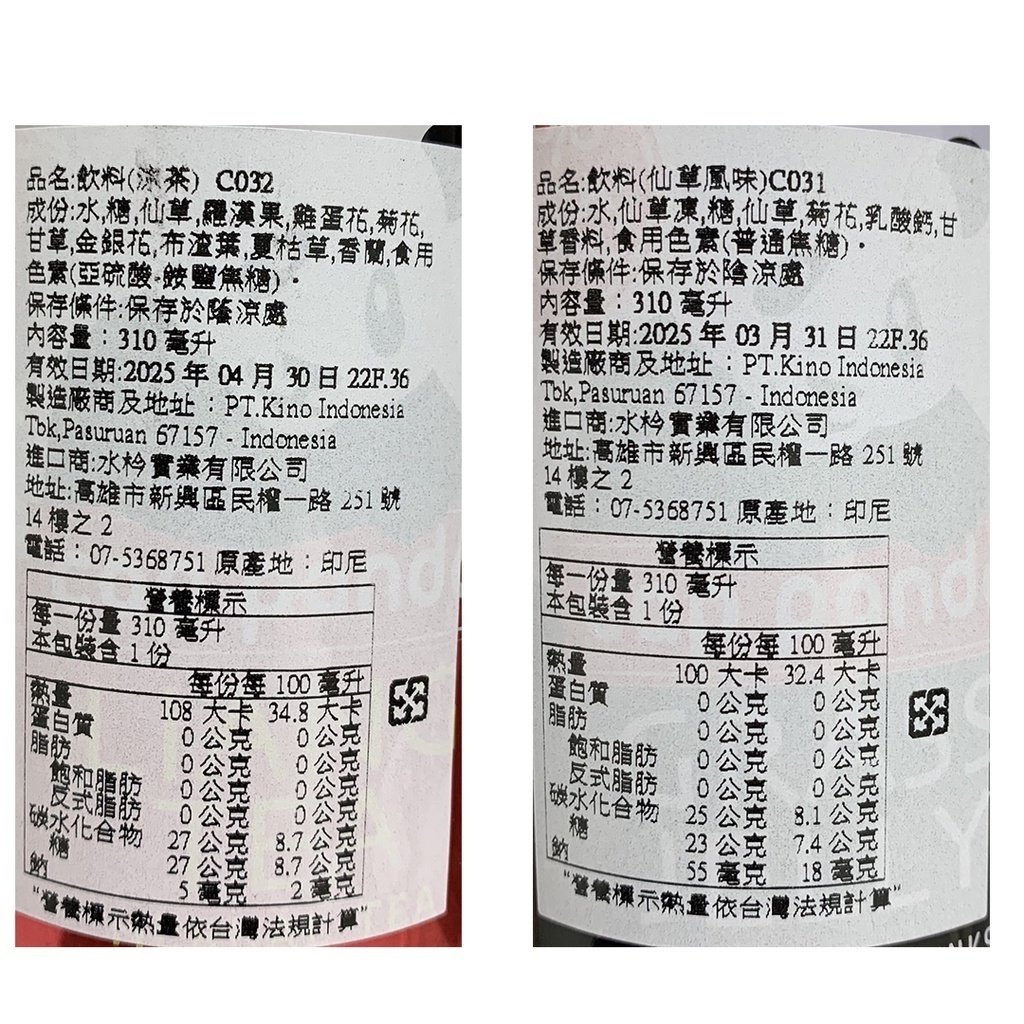 品名:飲料(涼茶) C032
成份:水,糖,仙草,羅漢果,雞蛋花,菊花,
甘草,金銀花,布渣葉,夏枯草,香蘭,食用
色素(亞硫酸-銨鹽焦糖)。
保存條件:保存於蔭涼處
內容量：310 毫升
有效日期:2025 年 04 月 30 日 22F.36
製造廠商及地址：PT.Kino Indonesia
Tbk,Pasuruan 67157 - Indonesia
進口商:水柃實業有限公司
地址:高雄市新興區民權一路 251 號
14 樓之 2
電話：07-5368751 原產地：印尼
營養標示
每一份量 310 毫升
本包裝含 1 份
每份每 100 毫升
熱量 108 大卡 34.8 大卡
蛋白質 0 公克 0 公克
脂肪 0 公克 0 公克
飽和脂肪 0 公克 0 公克
反式脂肪 0 公克 0 公克
碳水化合物 27 公克 8.7 公克
糖 27 公克 8.7 公克
鈉 5 毫克 2 毫克
"營養標示熱量依台灣法規計算"
品名:飲料(仙草風味)C031
成份:水,仙草凍,糖,仙草,菊花,乳酸鈣,甘
草香料,食用色素(普通焦糖)。
保存條件:保存於陰涼處
內容量：310 毫升
有效日期:2025 年 03 月 31 日 22F.36
製造廠商及地址：PT.Kino Indonesia
Tbk,Pasuruan 67157 - Indonesia
進口商:水柃實業有限公司
地址:高雄市新興區民權一路 251 號
14 樓之 2
電話：07-5368751 原產地：印尼
營養標示
每一份量 310 毫升
本包裝含 1 份
每份每 100 毫升
熱量 100 大卡 32.4 大卡
蛋白質 0 公克 0 公克
脂肪 0 公克 0 公克
飽和脂肪 0 公克 0 公克
反式脂肪 0 公克 0 公克
碳水化合物 25 公克 8.1 公克
糖 23 公克 7.4 公克
鈉 55 毫克 18 毫克
"營養標示熱量依台灣法規計算"